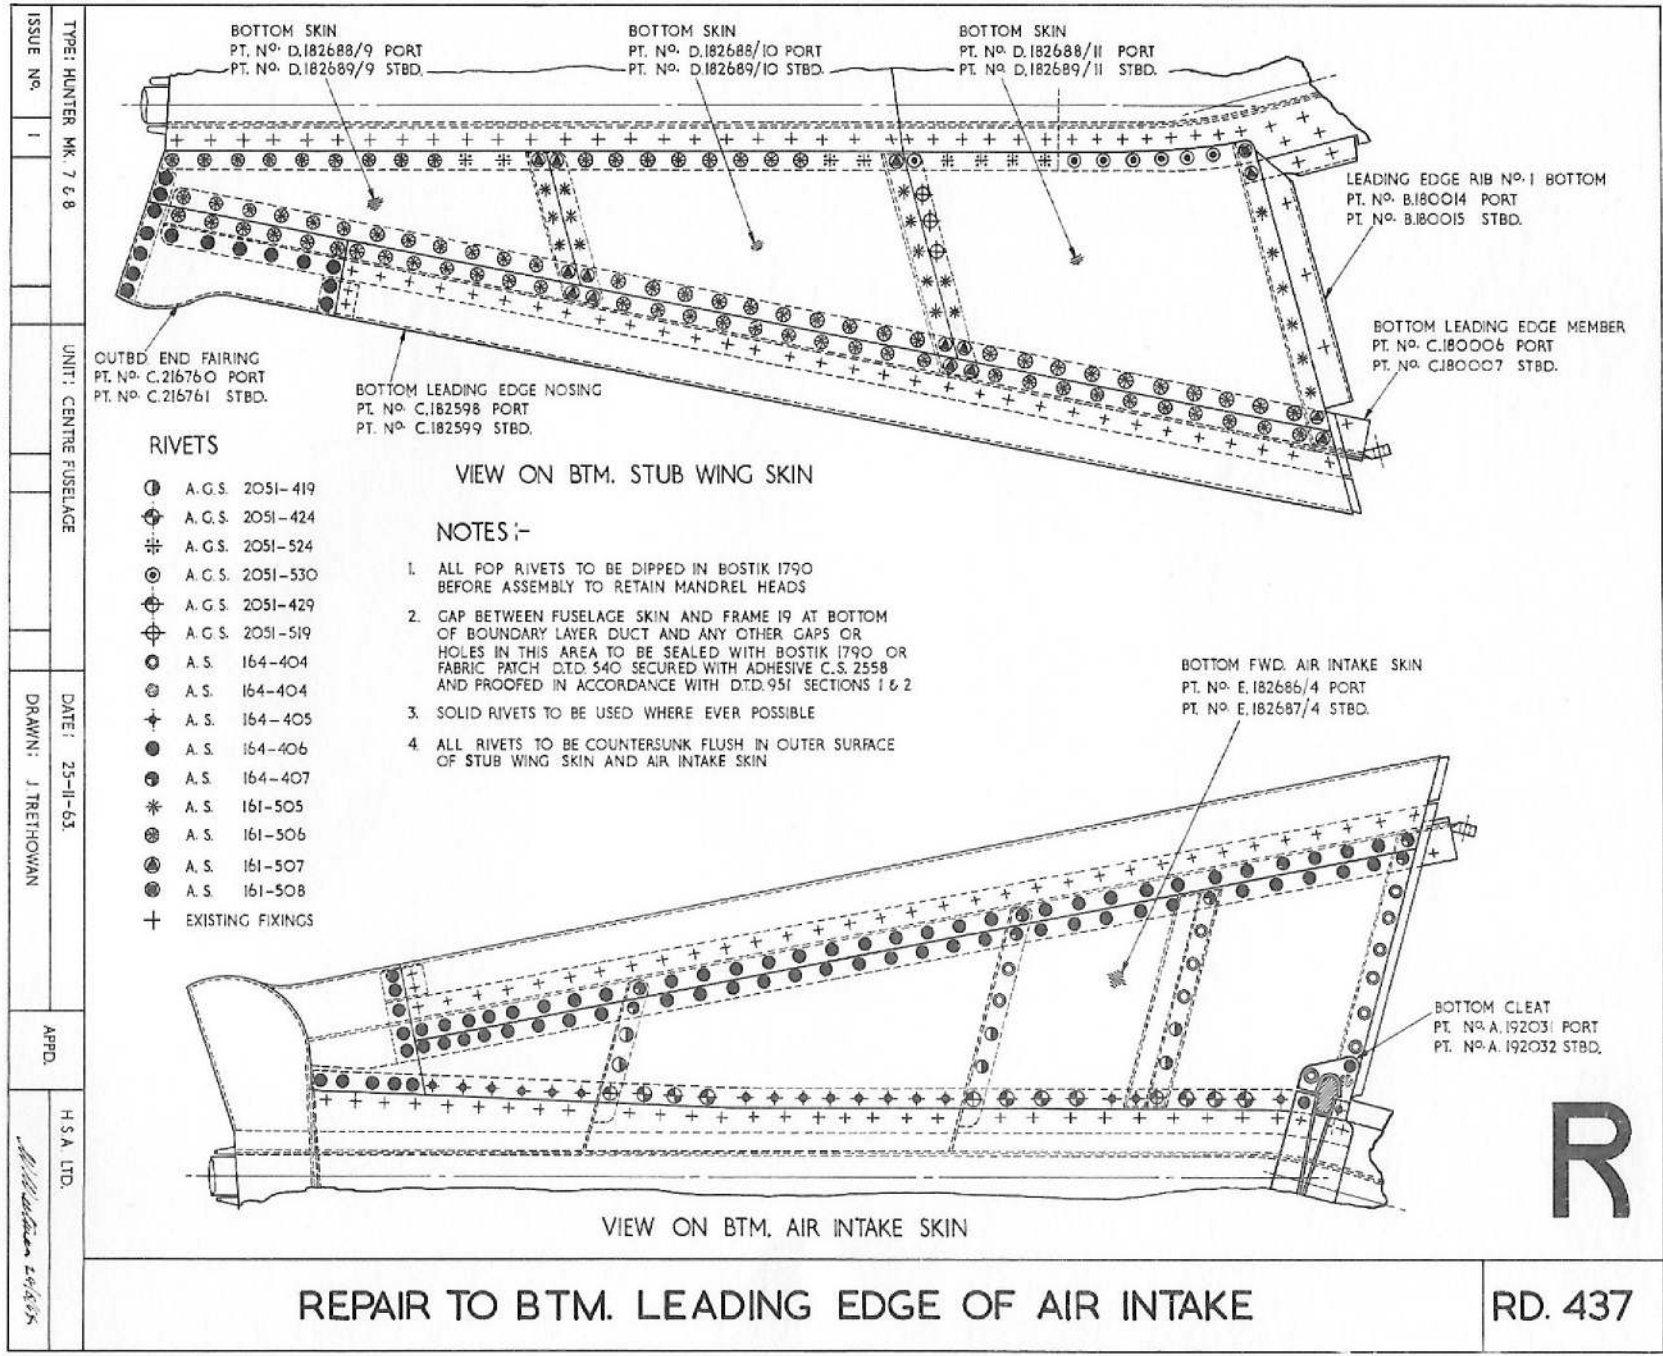 BOTTOM SKIN
PT. Nº. D.182688/9 PORT
PT. Nº. D.182689/9 STBD.
BOTTOM SKIN
PT. Nº. D.182688/10 PORT
PT. Nº. D.182689/10 STBD.
BOTTOM SKIN
PT. Nº. D.182688/11 PORT
PT. Nº. D.182689/11 STBD.
LEADING EDGE RIB Nº. 1 BOTTOM
PT. Nº. B.180014 PORT
PT. Nº. B.180015 STBD.
BOTTOM LEADING EDGE MEMBER
PT. Nº. C.180006 PORT
PT. Nº. C.180007 STBD.
OUTBD END FAIRING
PT. Nº. C.216760 PORT
PT. Nº. C.216761 STBD.
BOTTOM LEADING EDGE NOSING
PT. Nº. C.182598 PORT
PT. Nº. C.182599 STBD.
VIEW ON BTM. STUB WING SKIN
RIVETS
A.G.S. 2051-419
A.G.S. 2051-424
A.G.S. 2051-524
A.G.S. 2051-530
A.G.S. 2051-429
A.G.S. 2051-519
A.S. 164-404
A.S. 164-404
A.S. 164-405
A.S. 164-406
A.S. 164-407
A.S. 161-505
A.S. 161-506
A.S. 161-507
A.S. 161-508
EXISTING FIXINGS
NOTES:-
1. ALL POP RIVETS TO BE DIPPED IN BOSTIK 1790
BEFORE ASSEMBLY TO RETAIN MANDREL HEADS
2. GAP BETWEEN FUSELAGE SKIN AND FRAME 19 AT BOTTOM
OF BOUNDARY LAYER DUCT AND ANY OTHER GAPS OR
HOLES IN THIS AREA TO BE SEALED WITH BOSTIK 1790 OR
FABRIC PATCH D.T.D. 540 SECURED WITH ADHESIVE C.S. 2558
AND PROOFED IN ACCORDANCE WITH D.T.D. 951 SECTIONS 1 & 2
3. SOLID RIVETS TO BE USED WHERE EVER POSSIBLE
4. ALL RIVETS TO BE COUNTERSUNK FLUSH IN OUTER SURFACE
OF STUB WING SKIN AND AIR INTAKE SKIN
BOTTOM FWD. AIR INTAKE SKIN
PT. Nº. E.182686/4 PORT
PT. Nº. E.182687/4 STBD.
BOTTOM CLEAT
PT. Nº. A.192031 PORT
PT. Nº. A.192032 STBD.
VIEW ON BTM. AIR INTAKE SKIN
R
REPAIR TO BTM. LEADING EDGE OF AIR INTAKE
RD. 437
TYPE: HUNTER MK. 7 & 8
UNIT: CENTRE FUSELAGE
DATE: 25-11-63.
H.S.A. LTD.
ISSUE Nº. 1
DRAWN: J. TRETHOWAN
APPD.